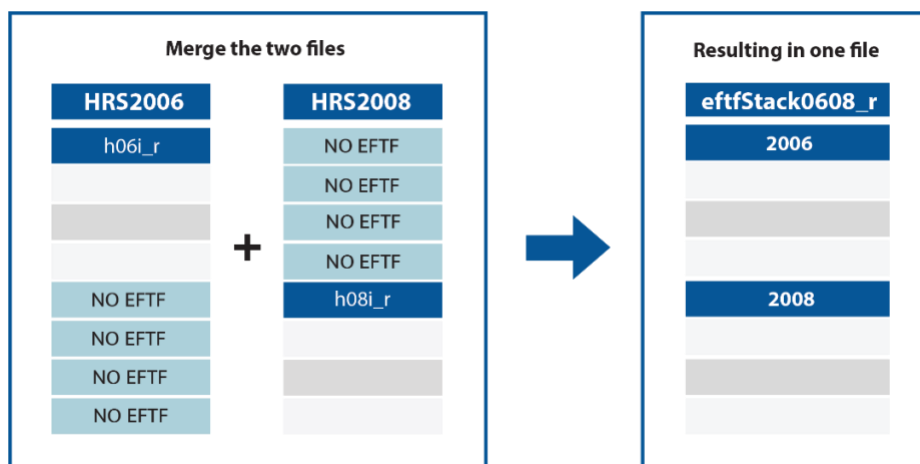 Merge the two files
HRS2006
h06i_r
NO EFTF
NO EFTF
NO EFTF
NO EFTF
+
HRS2008
NO EFTF
NO EFTF
NO EFTF
NO EFTF
h08i_r
Resulting in one file
eftfStack0608_r
2006
2008